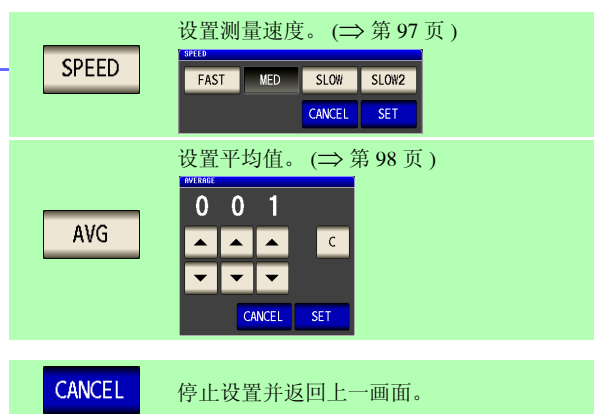 设置测量速度。 (⇒ 第 97 页 )
SPEED
SPEED
FAST MED SLOW SLOW2
CANCEL SET
设置平均值。 (⇒ 第 98 页 )
AVERAGE
0 0 1
AVG
C
CANCEL SET
CANCEL
停止设置并返回上一画面。